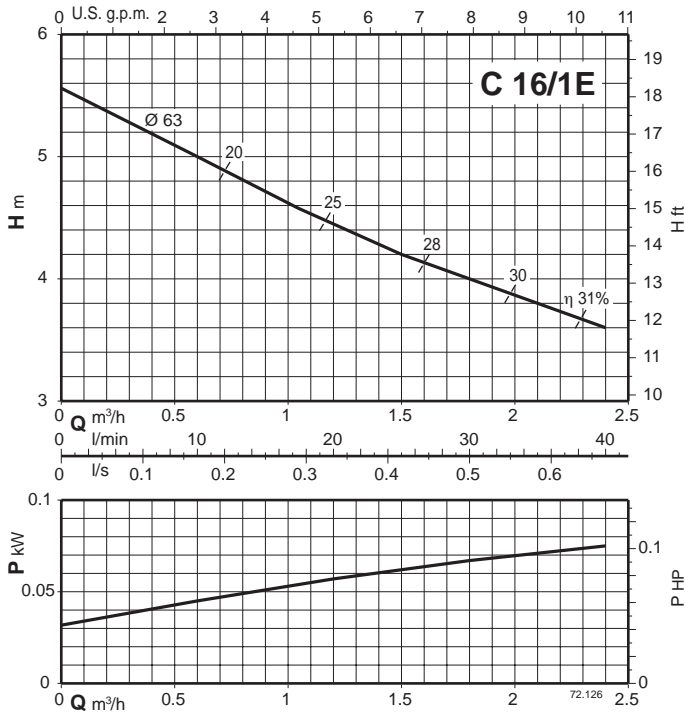 0 U.S. g.p.m. 2 3 4 5 6 7 8 9 10 11
6
5
4
3
H m
C 16/1E
Ø 63
20
25
28
30
η 31%
19
18
17
16
15
14
13
12
11
10
H ft
0 Q m³/h 0.5 1 1.5 2 2.5
0 l/min 10 20 30 40
0 l/s 0.1 0.2 0.3 0.4 0.5 0.6
0.1
0.05
0
P kW
0.1
0
P HP
72.126
0 Q m³/h 0.5 1 1.5 2 2.5